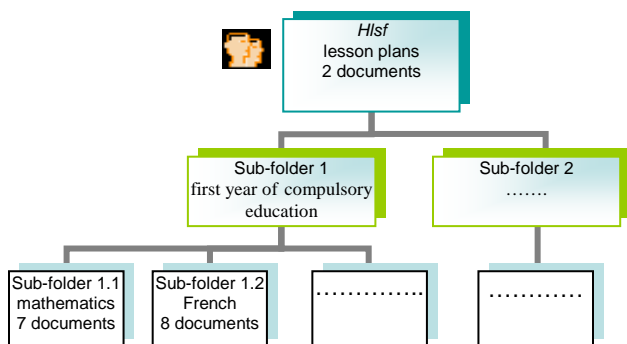 Hlsf
lesson plans
2 documents
Sub-folder 1
first year of compulsory
education
Sub-folder 2
…….
Sub-folder 1.1
mathematics
7 documents
Sub-folder 1.2
French
8 documents
…………..
…………